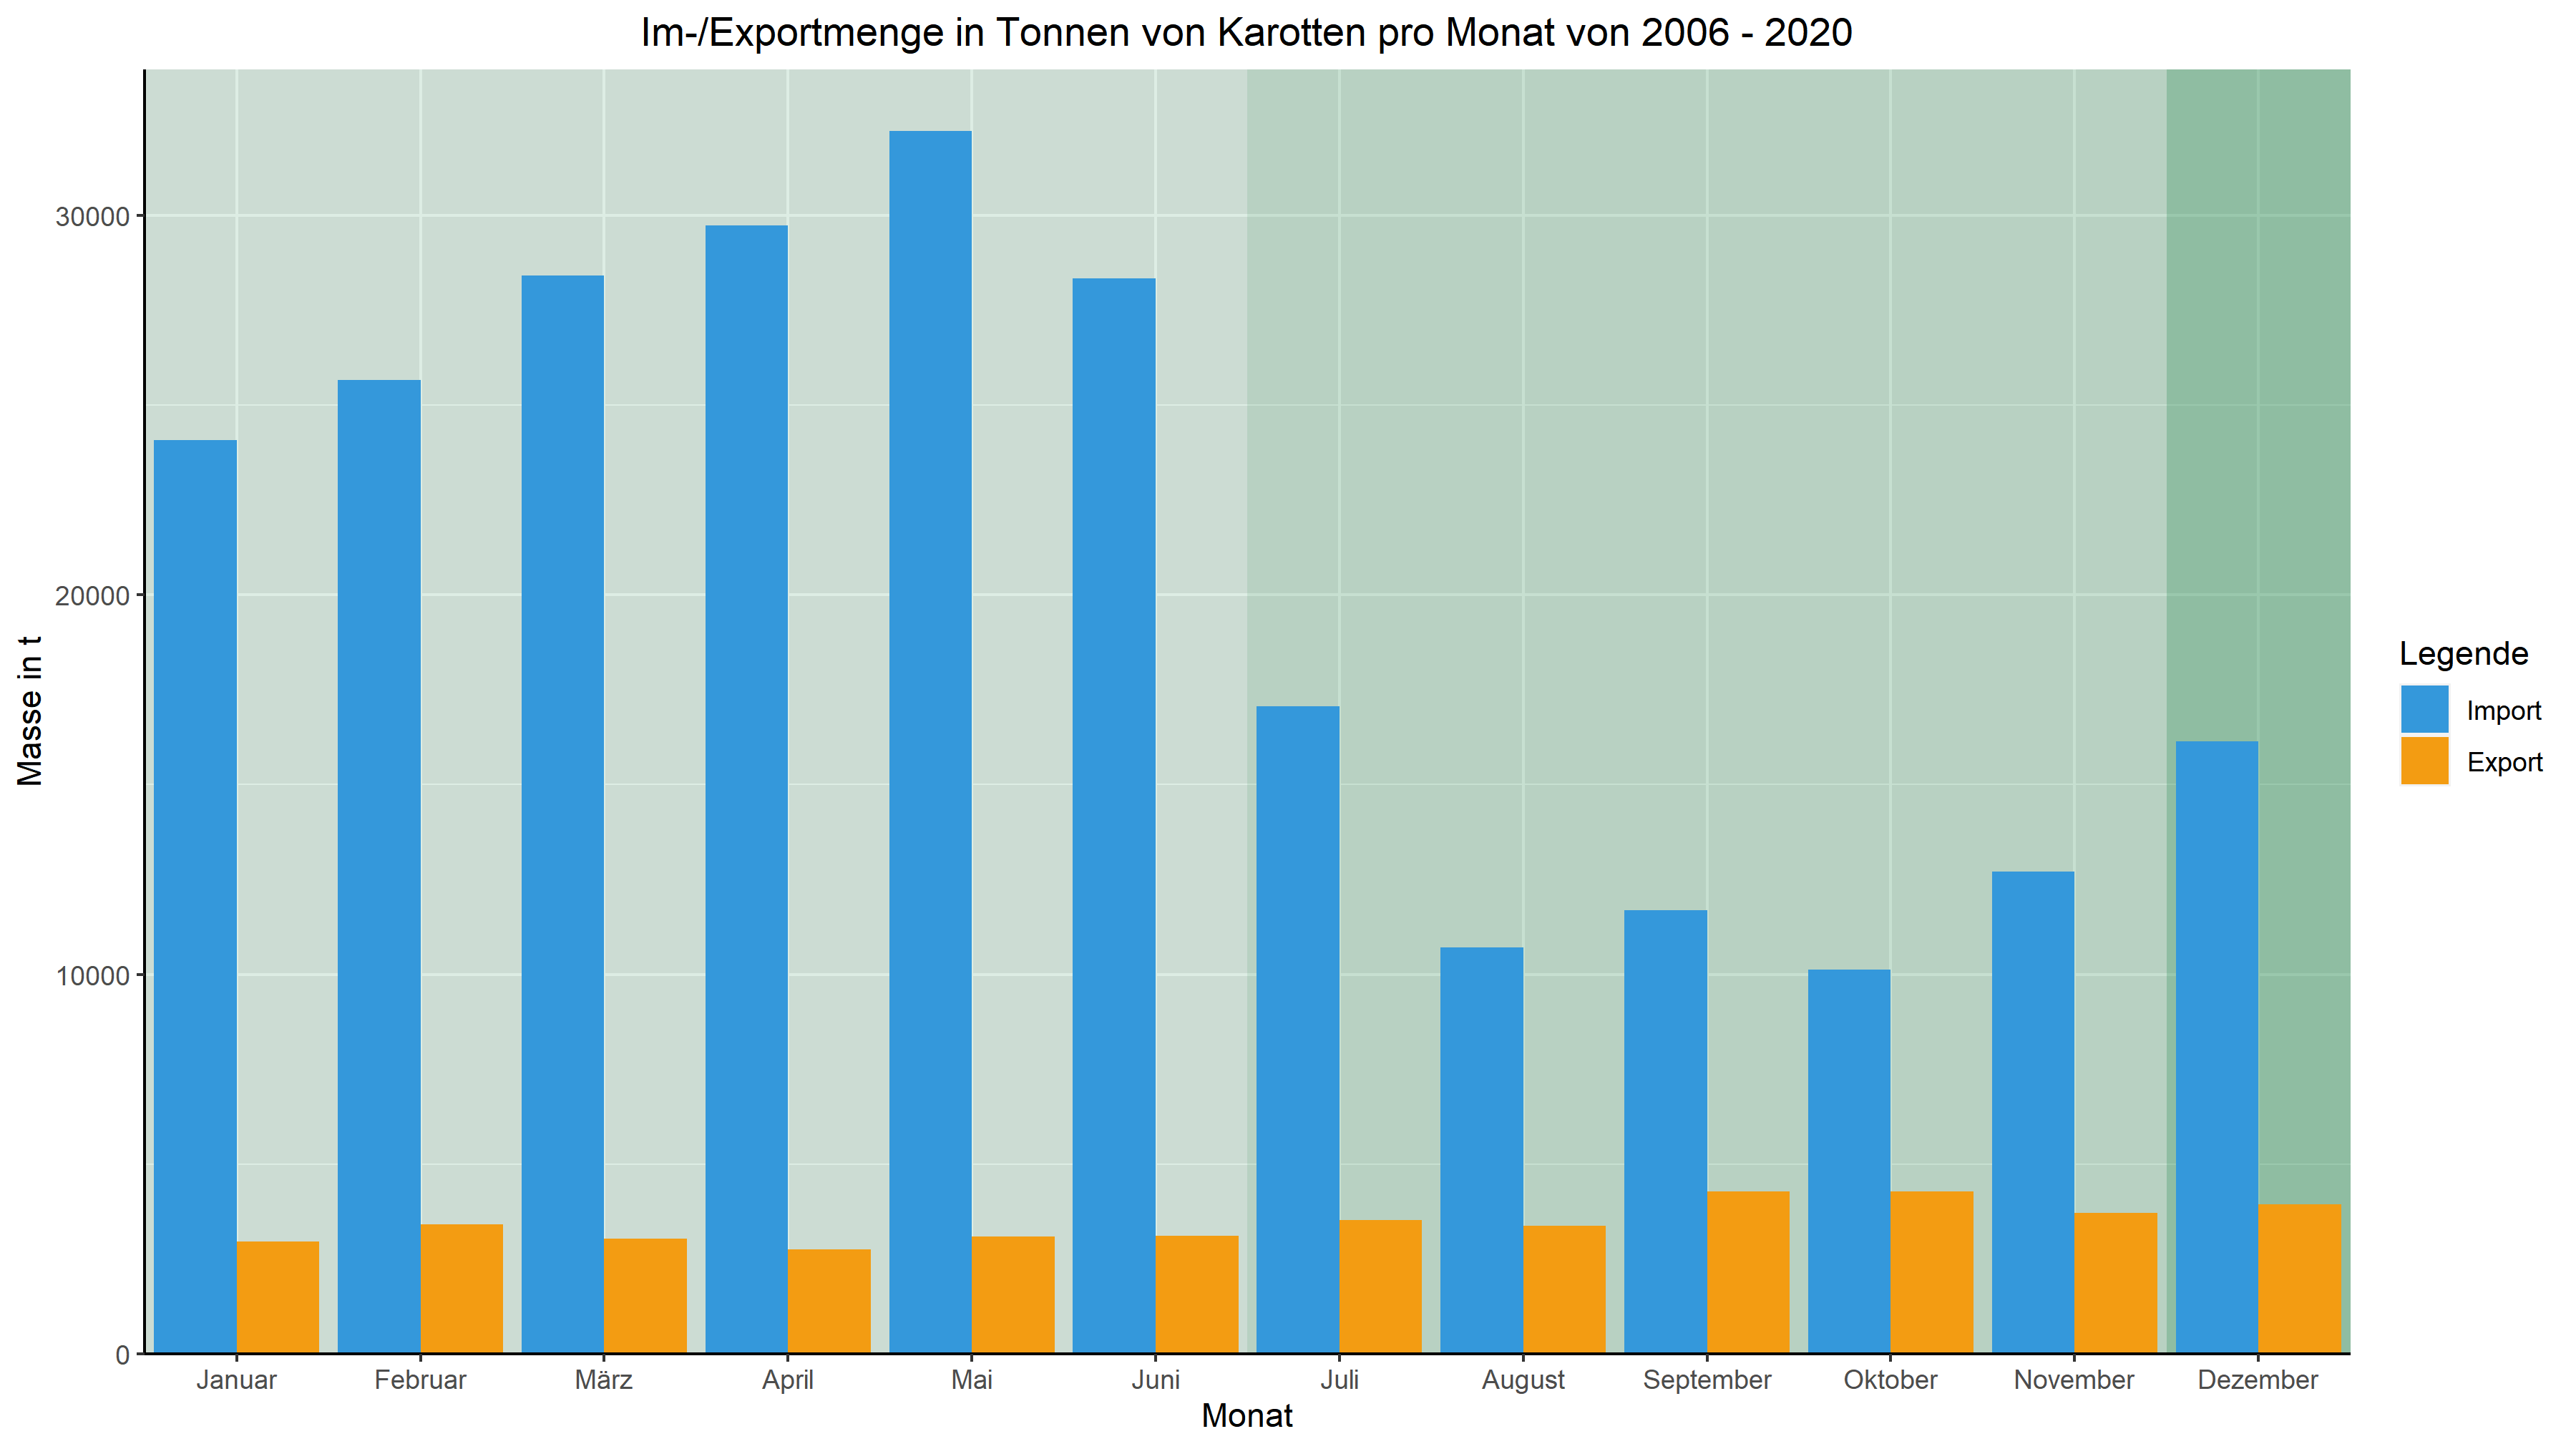 Im-/Exportmenge in Tonnen von Karotten pro Monat von 2006 - 2020
Masse in t
30000
20000
10000
0
Januar Februar März April Mai Juni Juli August September Oktober November Dezember
Monat
Legende
Import
Export